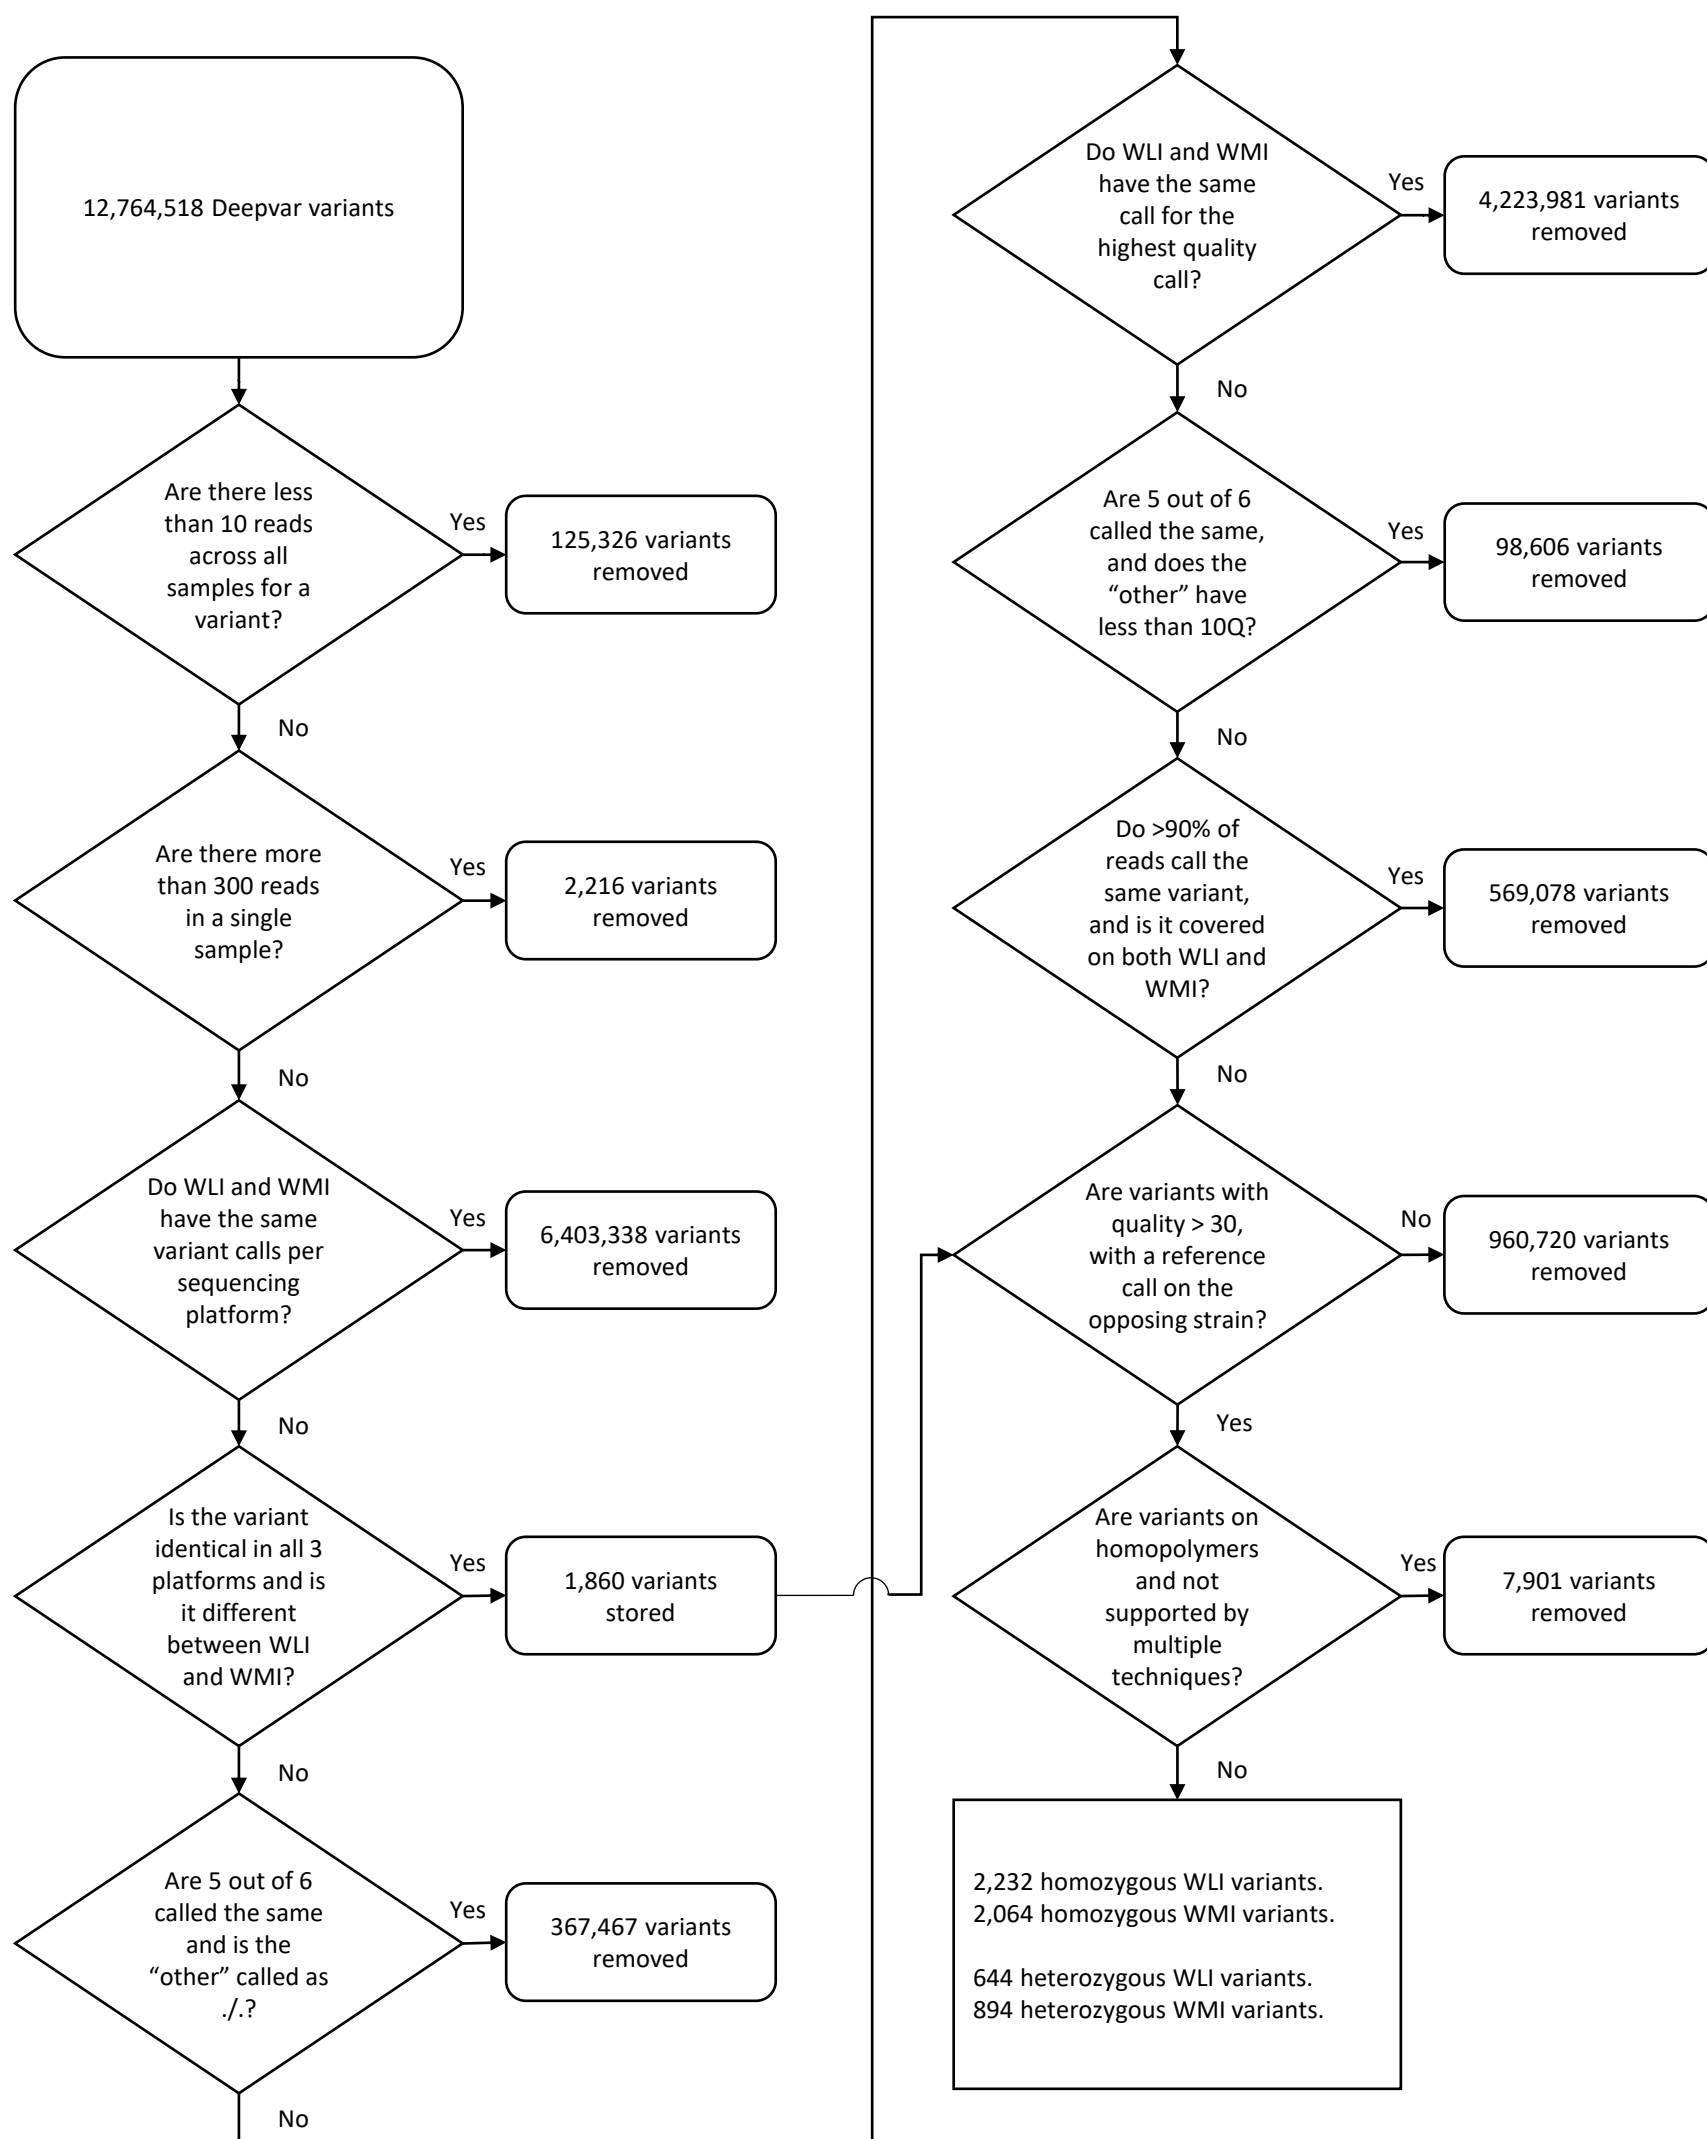 12,764,518 Deepvar variants
Are there less
than 10 reads
across all
samples for a
variant?
Yes
125,326 variants
removed
No
Are there more
than 300 reads
in a single
sample?
Yes
2,216 variants
removed
No
Do WLI and WMI
have the same
variant calls per
sequencing
platform?
Yes
6,403,338 variants
removed
No
Is the variant
identical in all 3
platforms and is
it different
between WLI
and WMI?
Yes
1,860 variants
stored
No
Are 5 out of 6
called the same
and is the
“other” called as
./.?
Yes
367,467 variants
removed
No
Do WLI and WMI
have the same
call for the
highest quality
call?
Yes
4,223,981 variants
removed
No
Are 5 out of 6
called the same,
and does the
“other” have
less than 10Q?
Yes
98,606 variants
removed
No
Do >90% of
reads call the
same variant,
and is it covered
on both WLI and
WMI?
Yes
569,078 variants
removed
No
Are variants with
quality > 30,
with a reference
call on the
opposing strain?
No
960,720 variants
removed
Yes
Are variants on
homopolymers
and not
supported by
multiple
techniques?
Yes
7,901 variants
removed
No
2,232 homozygous WLI variants.
2,064 homozygous WMI variants.
644 heterozygous WLI variants.
894 heterozygous WMI variants.